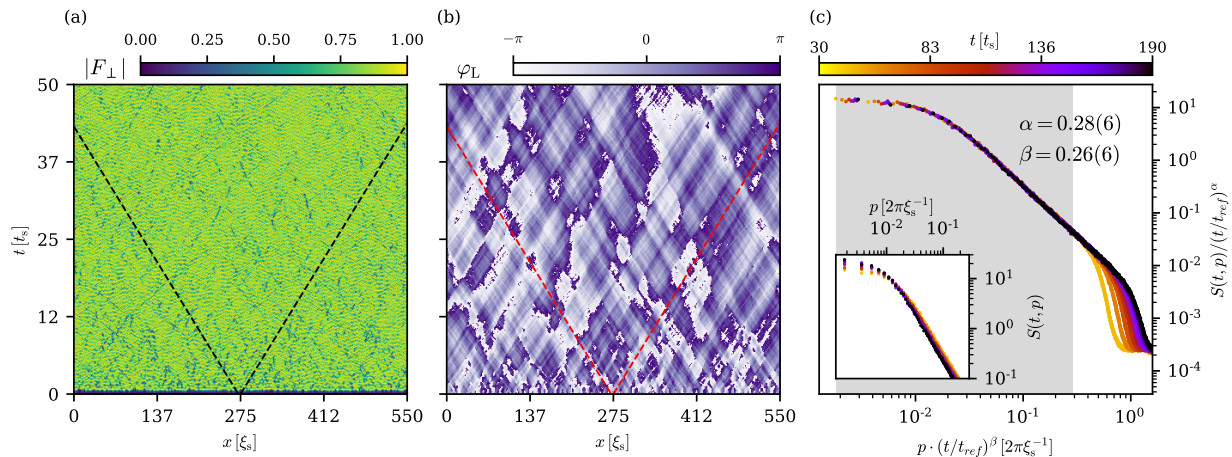 (a)
|F⊥|
0.00 0.25 0.50 0.75 1.00
50
37
25
12
0
t [tₛ]
0 137 275 412 550
x [ξₛ]
(b)
φL
−π 0 π
0 137 275 412 550
x [ξₛ]
(c)
t [tₛ]
30 83 136 190
α = 0.28(6)
β = 0.26(6)
10¹
10⁰
10⁻¹
10⁻²
10⁻³
10⁻⁴
S(t, p)/(t/t_ref)^α
p [2πξₛ⁻¹]
10⁻² 10⁻¹
10¹
10⁰
10⁻¹
S(t, p)
10⁻² 10⁻¹ 10⁰
p · (t/t_ref)^β [2πξₛ⁻¹]